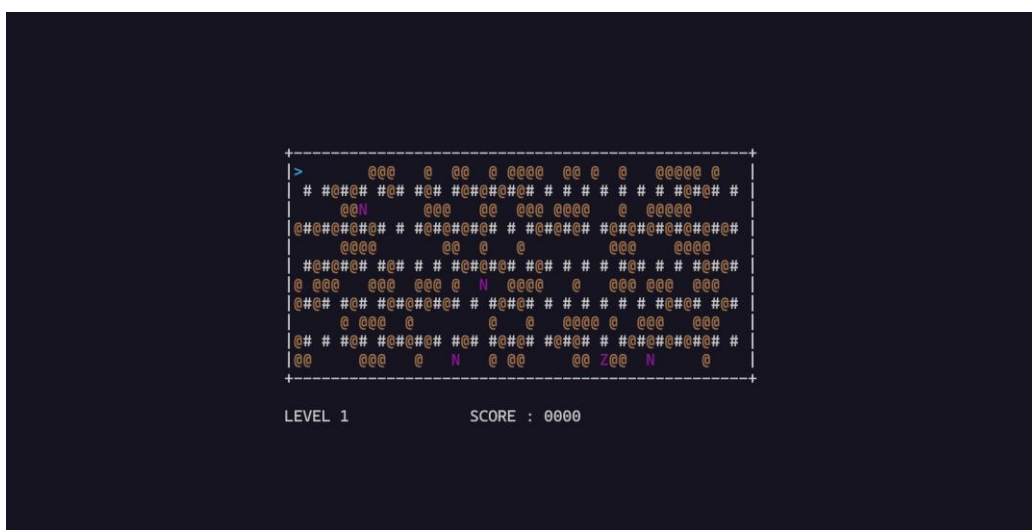 +-------------------------------------------------+
|>       @@@   @  @@  @ @@@@  @@ @  @   @@@@@ @   |
| # #@#@# #@# #@# #@#@#@#@# # # # # # # #@#@# # |
|     @@N      @@@   @@  @@@ @@@@   @  @@@@@      |
|@#@#@#@#@# # #@#@#@#@# # #@#@#@# #@#@#@#@#@#@#@# |
|     @@@@       @@  @   @         @@@    @@@@    |
| #@#@#@# #@# # # #@#@#@# #@# # # # #@# # # #@#@# |
|@ @@@   @@@  @@@ @  N  @@@@   @   @@@ @@@  @@@   |
|@#@# #@# #@#@#@#@# # #@#@# # # # # # # #@#@# #@# |
|     @ @@@  @        @   @   @@@@ @  @@@   @@@   |
|@# # #@# #@#@#@# #@# #@#@# #@#@# # #@#@#@#@#@# # |
|@@     @@@   @   N   @ @@     @@ Z@@  N     @    |
+-------------------------------------------------+
LEVEL 1             SCORE : 0000